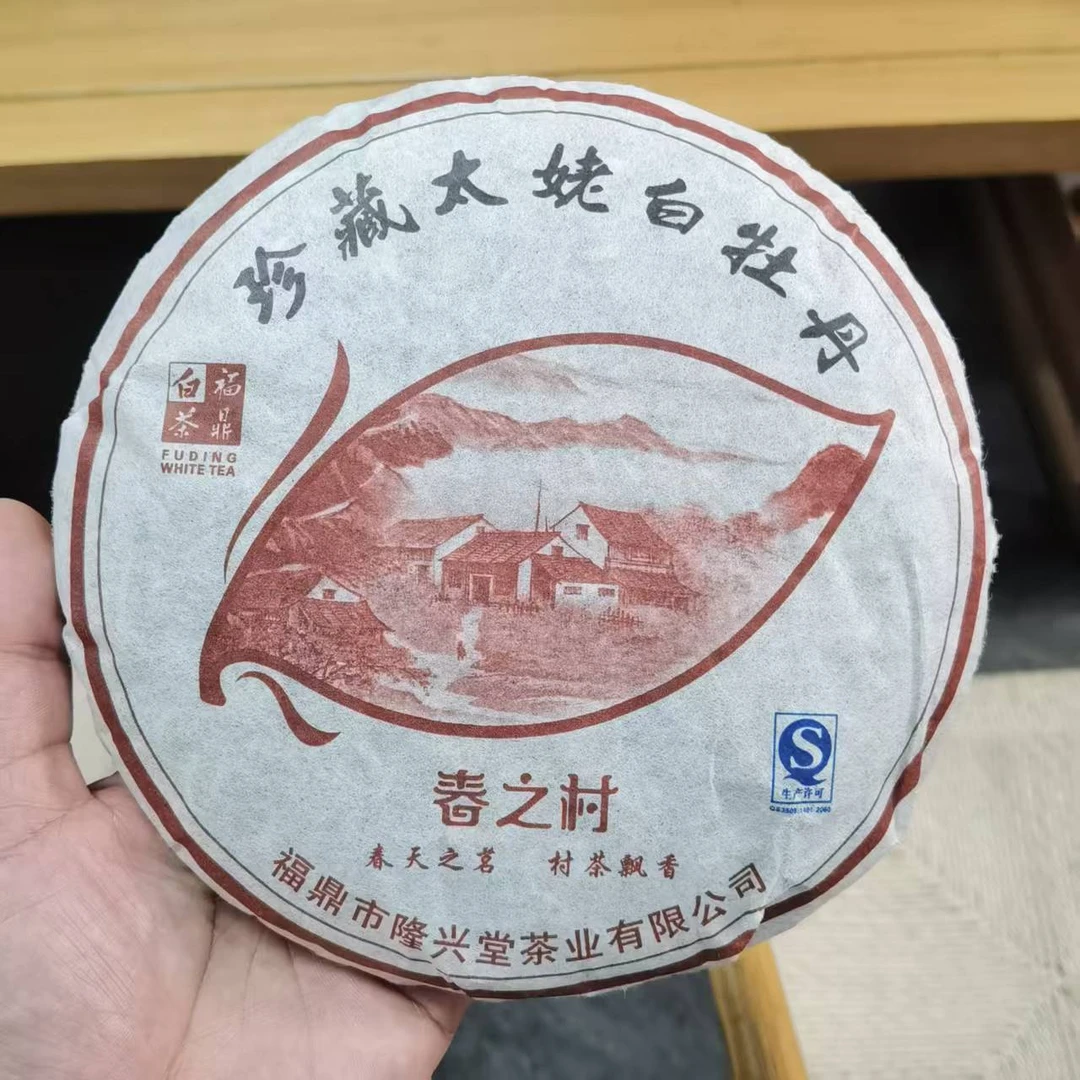 珍藏太姥白牡丹
福鼎
白茶
FUDING
WHITE TEA
春之村
春天之茗 村茶飘香
生产许可
福鼎市隆兴堂茶业有限公司